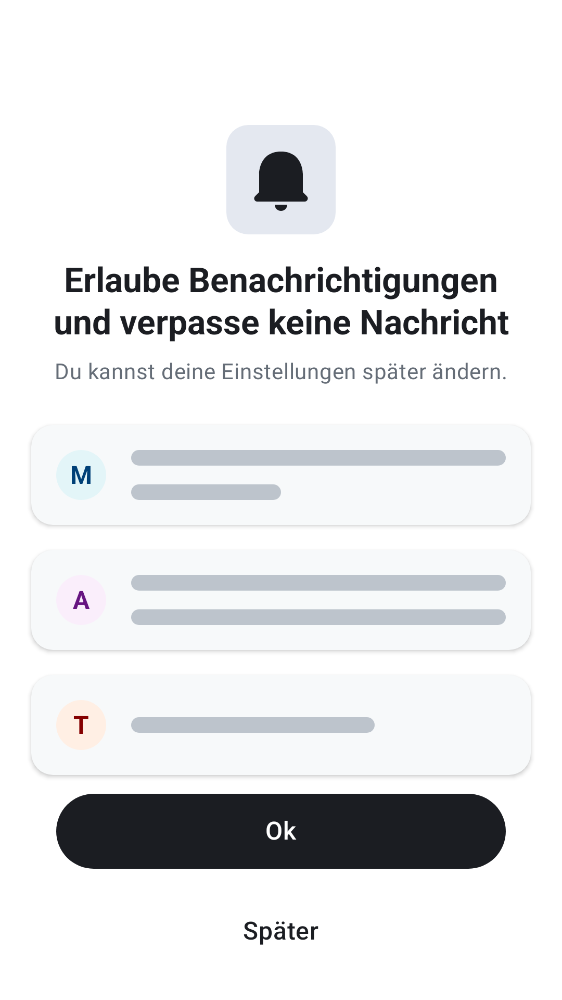 Erlaube Benachrichtigungen
und verpasse keine Nachricht
Du kannst deine Einstellungen später ändern.
M
A
T
Ok
Später